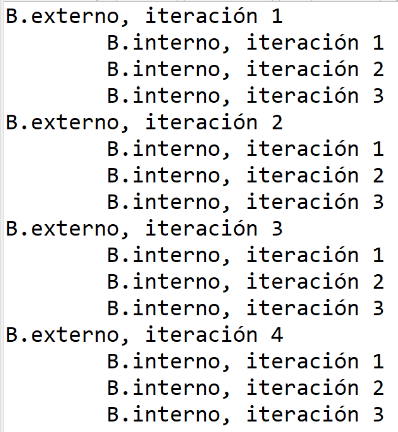 B.externo, iteración 1
B.interno, iteración 1
B.interno, iteración 2
B.interno, iteración 3
B.externo, iteración 2
B.interno, iteración 1
B.interno, iteración 2
B.interno, iteración 3
B.externo, iteración 3
B.interno, iteración 1
B.interno, iteración 2
B.interno, iteración 3
B.externo, iteración 4
B.interno, iteración 1
B.interno, iteración 2
B.interno, iteración 3